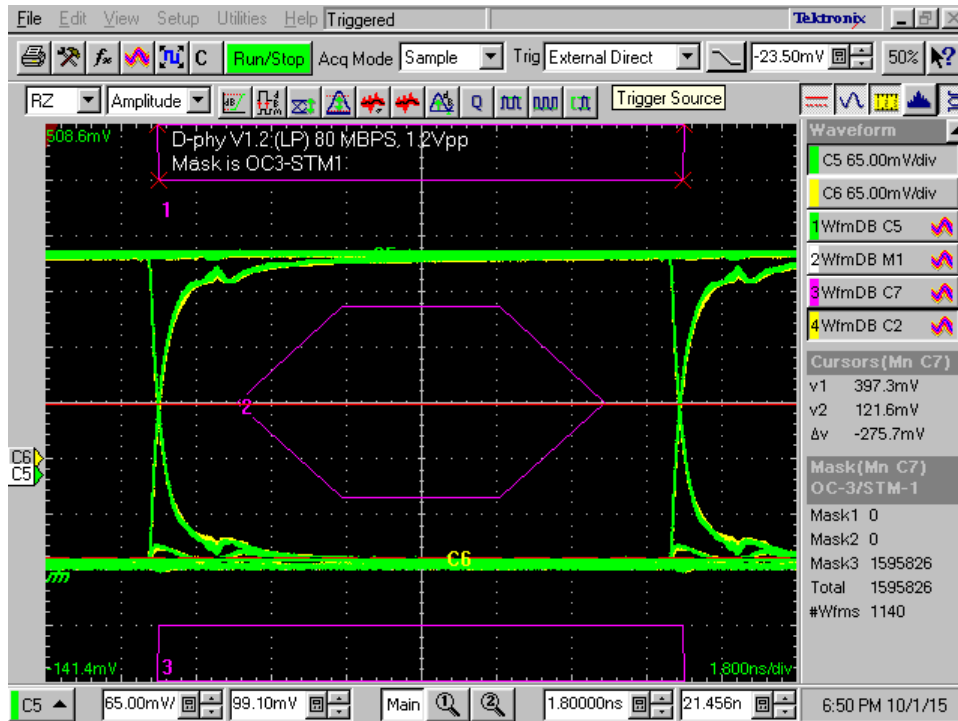 File Edit View Setup Utilities Help Triggered Tektronix
C Run/Stop Acq Mode Sample Trig External Direct -23.50mV 50%
RZ Amplitude Q Trigger Source
508.6mV
D-phy V1.2 (LP) 80 MBPS, 1.2Vpp
Mask is OC3-STM1
1
C5
2
C6
C5
C6
-141.4mV
3
1.800ns/div
Waveform
C5 65.00mV/div
C6 65.00mV/div
1 WfmDB C5
2 WfmDB M1
3 WfmDB C7
4 WfmDB C2
Cursors(Mn C7)
v1 397.3mV
v2 121.6mV
Δv -275.7mV
Mask(Mn C7)
OC-3/STM-1
Mask1 0
Mask2 0
Mask3 1595826
Total 1595826
#Wfms 1140
C5 65.00mV/ 99.10mV Main 1 2 1.80000ns 21.456n 6:50 PM 10/1/15